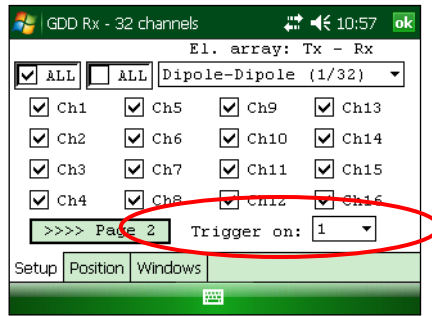 GDD Rx - 32 channels 10:57 ok
El. array: Tx - Rx
ALL ALL Dipole-Dipole (1/32)
Ch1 Ch5 Ch9 Ch13
Ch2 Ch6 Ch10 Ch14
Ch3 Ch7 Ch11 Ch15
Ch4 Ch8 Ch12 Ch16
>>>> Page 2 Trigger on: 1
Setup Position Windows